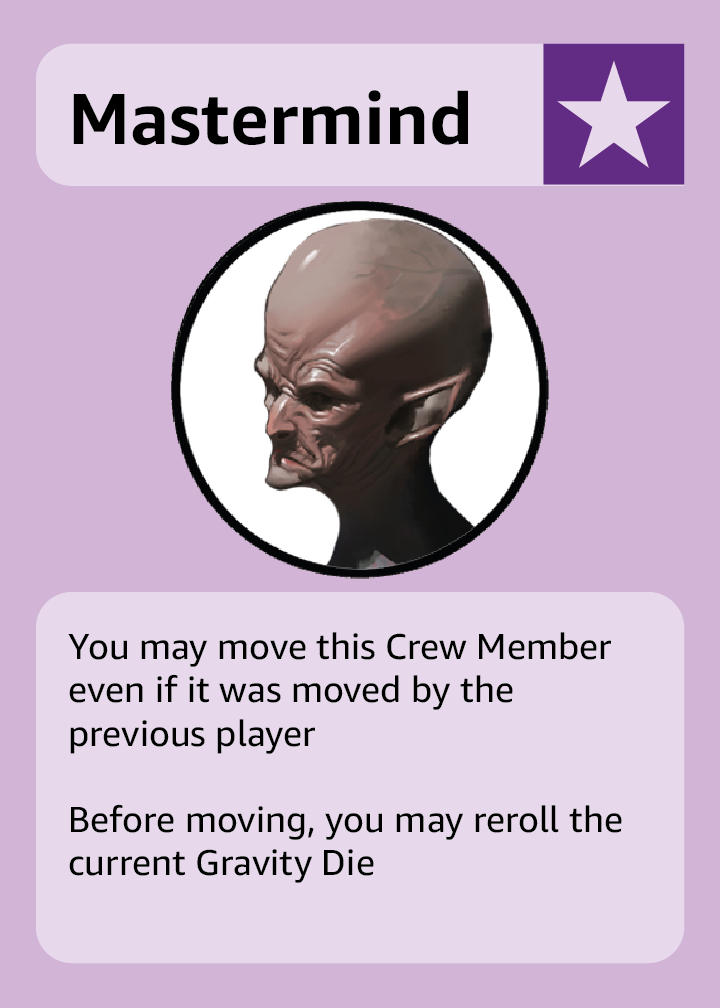 Mastermind
You may move this Crew Member
even if it was moved by the
previous player
Before moving, you may reroll the
current Gravity Die